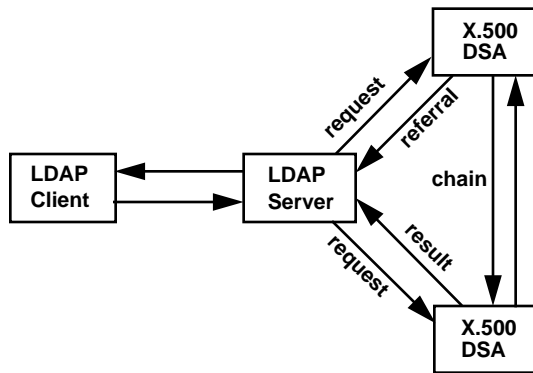 X.500
DSA
request
referral
LDAP
Client
LDAP
Server
chain
result
request
X.500
DSA